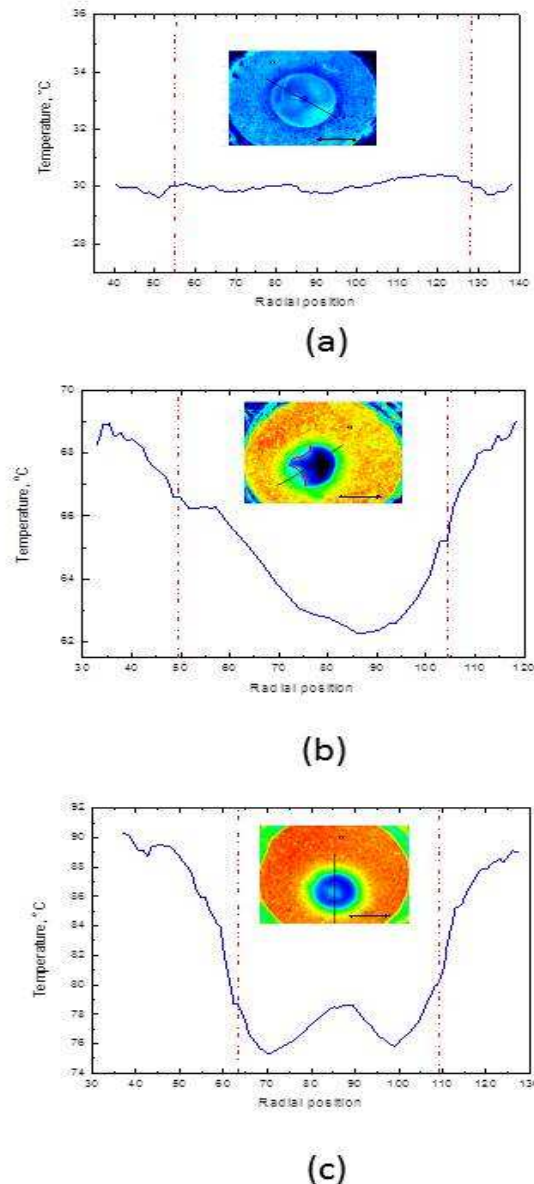 36
34
32
30
28
Temperature, °C
40 50 60 70 80 90 100 110 120 130 140
Radial position
(a)
70
68
66
64
62
Temperature, °C
30 40 50 60 70 80 90 100 110 120
Radial position
(b)
92
90
88
86
84
82
80
78
76
74
Temperature, °C
30 40 50 60 70 80 90 100 110 120 130
Radial position
(c)